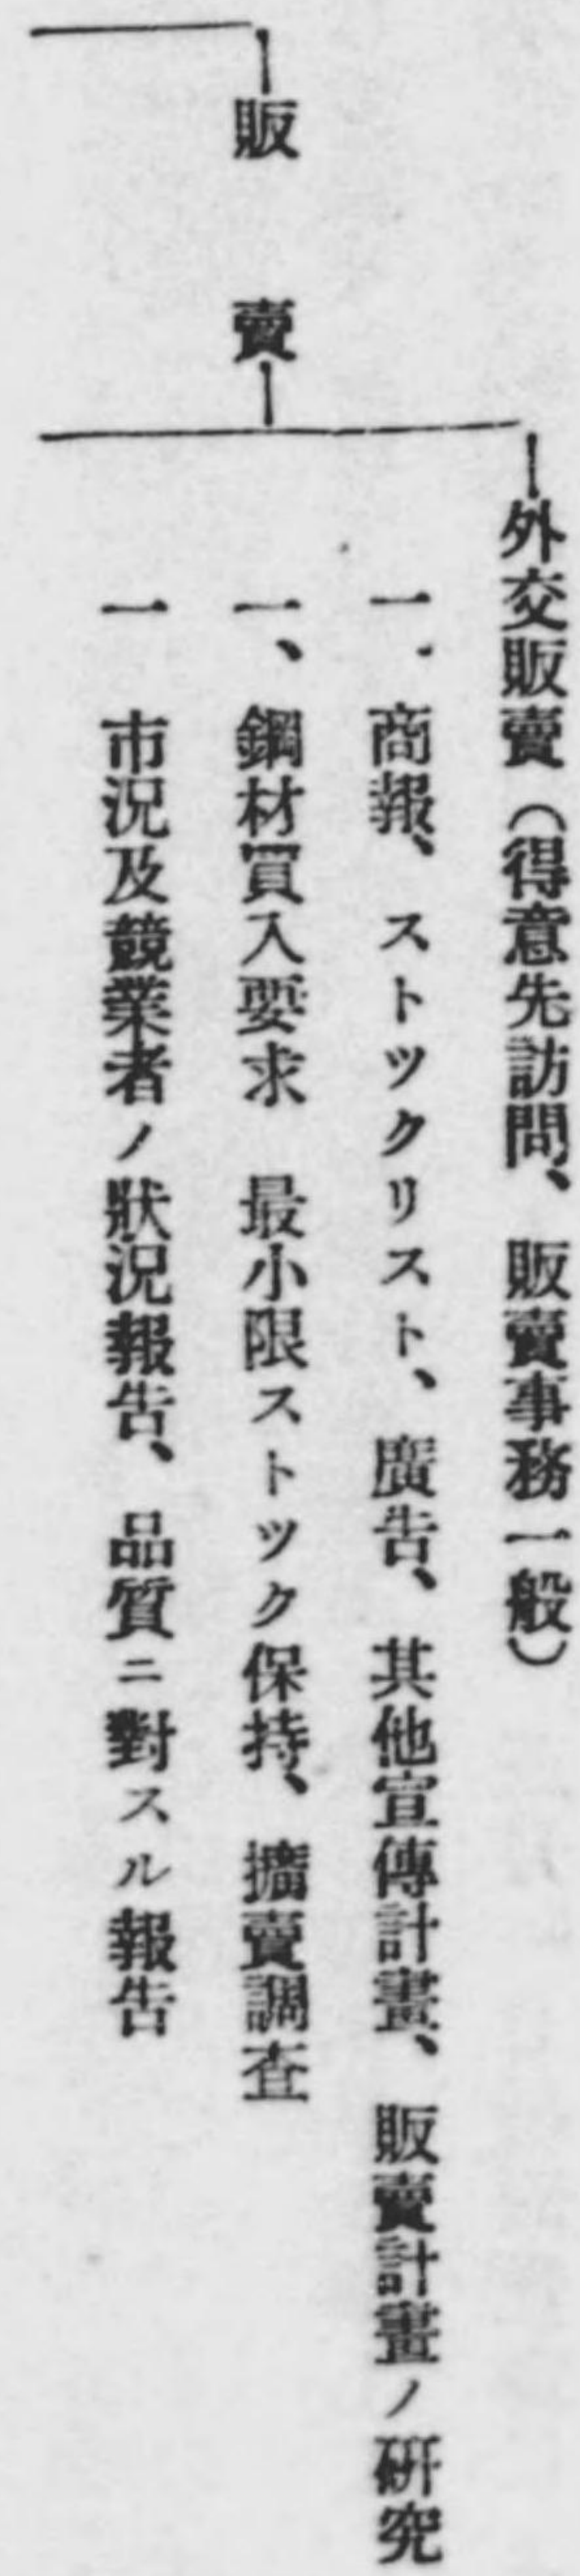 販賣
外交販賣（得意先訪問、販賣事務一般）
一、商報、ストツクリスト、廣告、其他宣傳計畫、販賣計畫ノ硏究
一、鋼材買入要求　最小限ストツク保持、擴賣調査
一　市況及競業者ノ狀況報告、品質ニ對スル報告